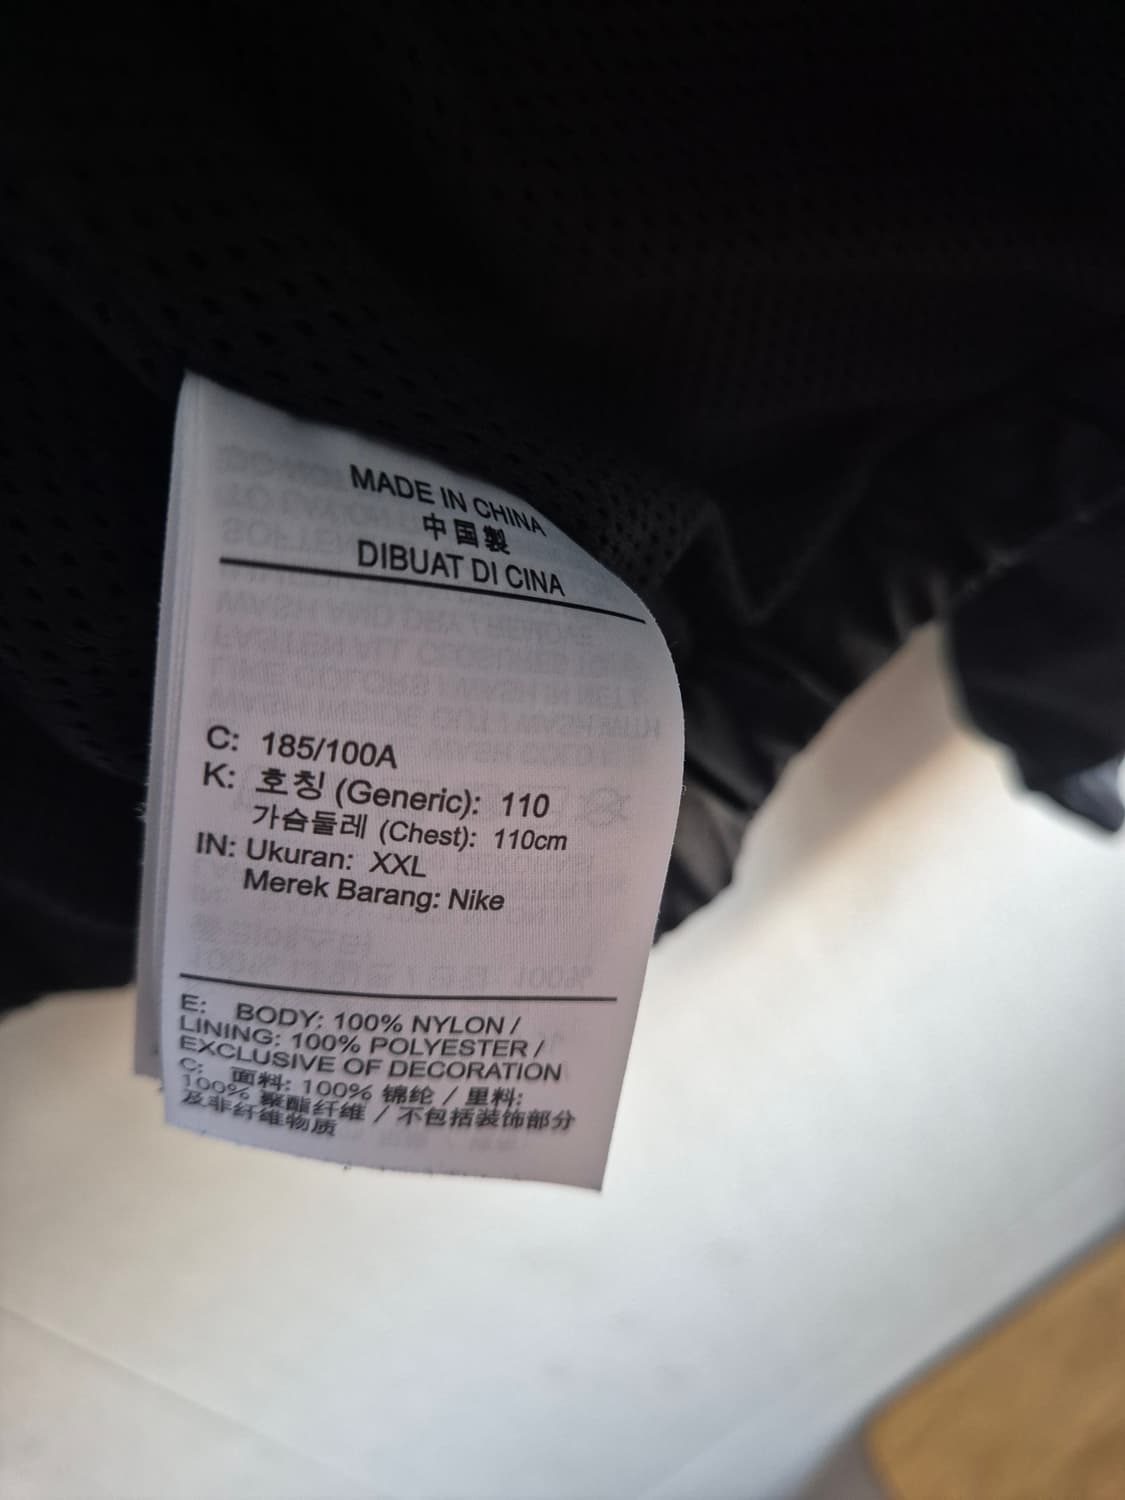 MADE IN CHINA
中国製
DIBUAT DI CINA
C: 185/100A
K: 호칭 (Generic): 110
가슴둘레 (Chest): 110cm
IN: Ukuran: XXL
Merek Barang: Nike
E: BODY: 100% NYLON /
LINING: 100% POLYESTER /
EXCLUSIVE OF DECORATION
C: 面料: 100% 锦纶 / 里料:
100% 聚酯纤维 / 不包括装饰部分
及非纤维物质